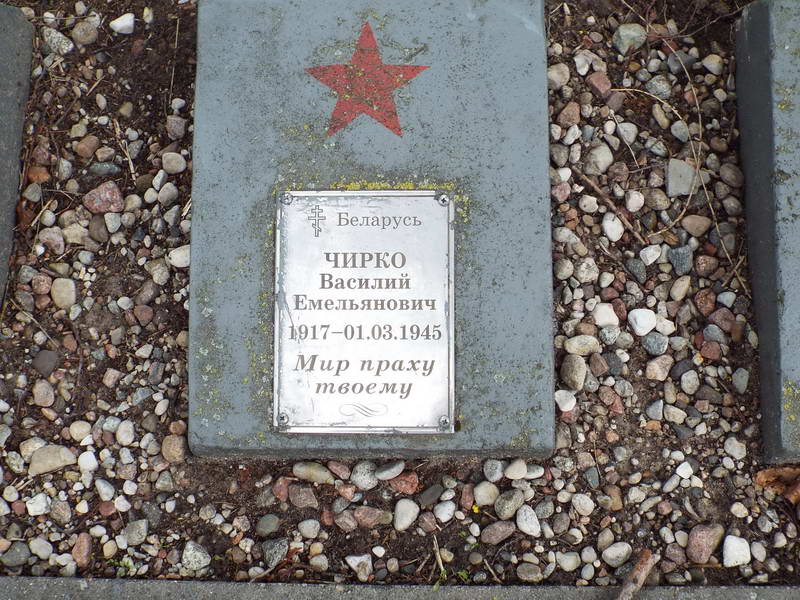 Беларусь
ЧИРКО
Василий
Емельянович
1917–01.03.1945
Мир праху
твоему